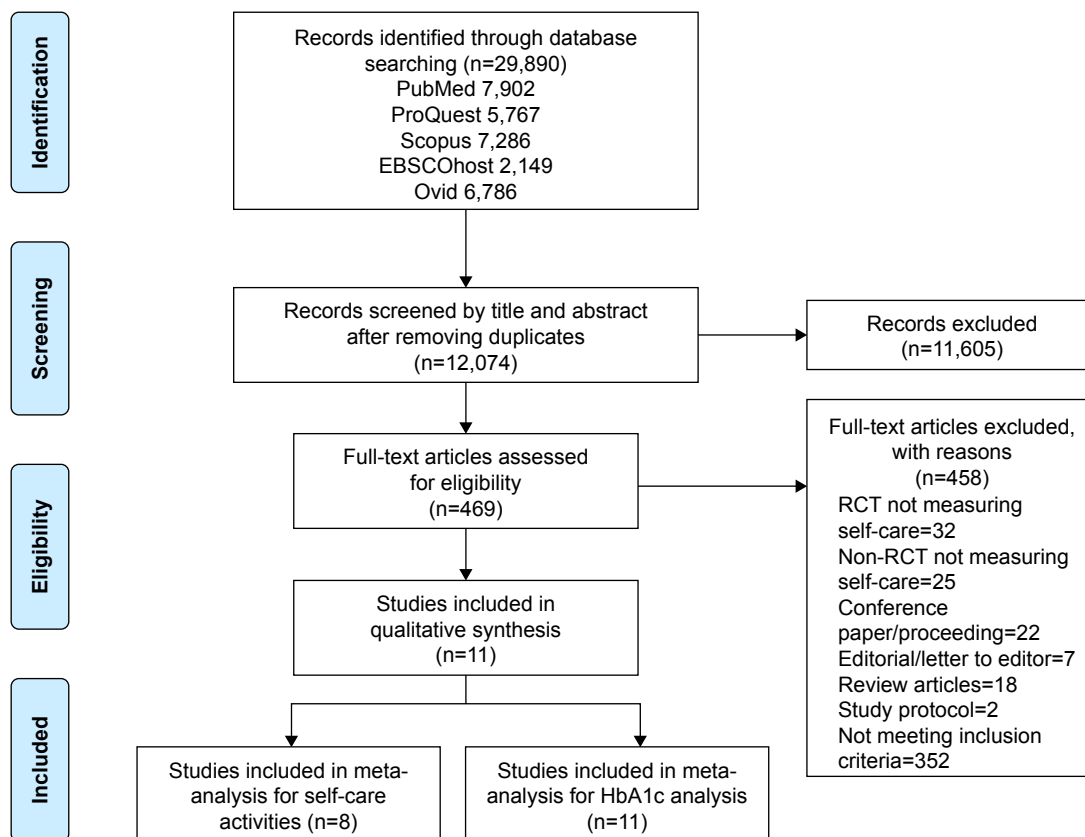 Identification
Records identified through database
searching (n=29,890)
PubMed 7,902
ProQuest 5,767
Scopus 7,286
EBSCOhost 2,149
Ovid 6,786
Screening
Records screened by title and abstract
after removing duplicates
(n=12,074)
Records excluded
(n=11,605)
Eligibility
Full-text articles assessed
for eligibility
(n=469)
Full-text articles excluded,
with reasons
(n=458)
RCT not measuring
self-care=32
Non-RCT not measuring
self-care=25
Conference
paper/proceeding=22
Editorial/letter to editor=7
Review articles=18
Study protocol=2
Not meeting inclusion
criteria=352
Studies included in
qualitative synthesis
(n=11)
Included
Studies included in meta-
analysis for self-care
activities (n=8)
Studies included in meta-
analysis for HbA1c analysis
(n=11)